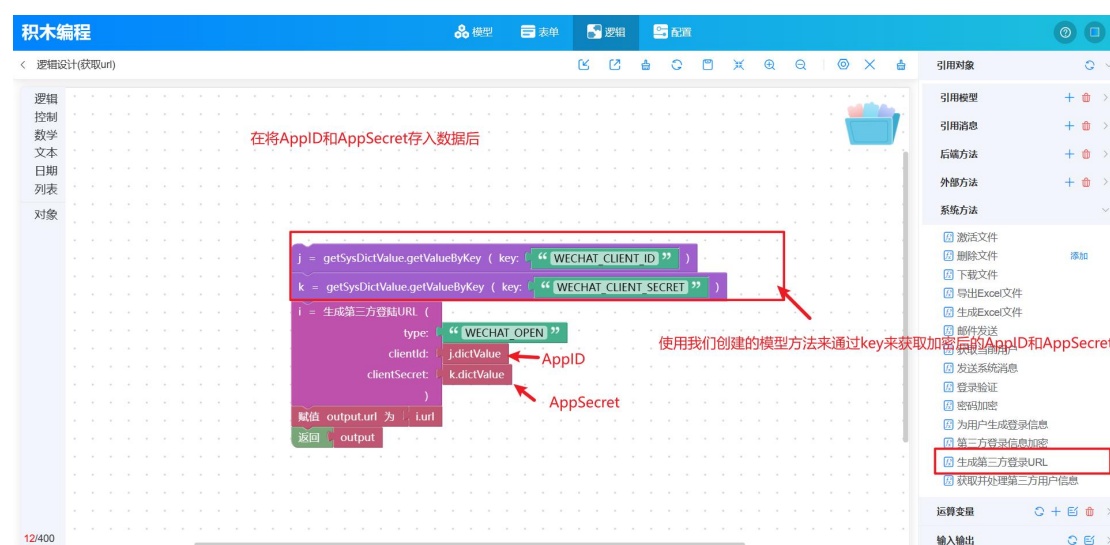 积木编程 模型 表单 逻辑 配置
逻辑设计(获取url)
引用对象
逻辑
控制
数学
文本
日期
列表
对象
在将AppID和AppSecret存入数据后
j = getSysDictValue.getValueByKey ( key: “ WECHAT_CLIENT_ID ” )
k = getSysDictValue.getValueByKey ( key: “ WECHAT_CLIENT_SECRET ” )
i = 生成第三方登陆URL (
type: “ WECHAT_OPEN ”
clientId: j.dictValue
AppID
clientSecret: k.dictValue
)
AppSecret
赋值 output.url 为 i.url
返回 output
使用我们创建的模型方法来通过key来获取加密后的AppID和AppSecret
12/400
引用模型
引用消息
后端方法
外部方法
系统方法
激活文件
删除文件 添加
下载文件
导出Excel文件
生成Excel文件
邮件发送
获取当前用户
发送系统消息
登录验证
密码加密
为用户生成登录信息
第三方登录信息加密
生成第三方登录URL
获取并处理第三方用户信息
运算变量
输入输出